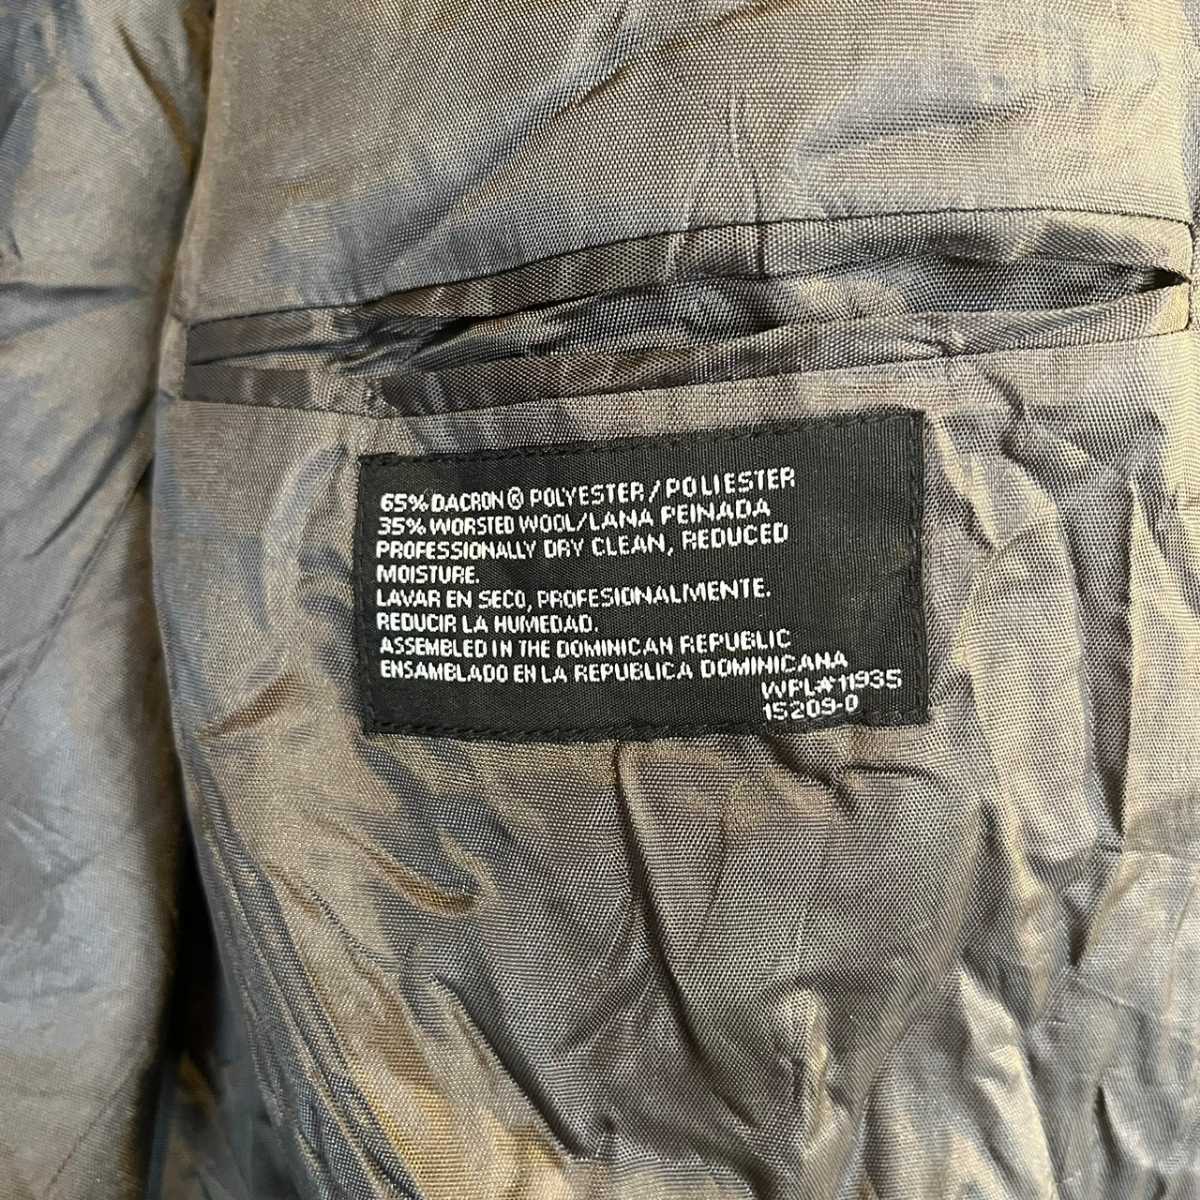 65% DACRON® POLYESTER/POLIESTER
35% WORSTED WOOL/LANA PEINADA
PROFESSIONALLY DRY CLEAN, REDUCED
MOISTURE.
LAVAR EN SECO, PROFESIONALMENTE.
REDUCIR LA HUMEDAD.
ASSEMBLED IN THE DOMINICAN REPUBLIC
ENSAMBLADO EN LA REPUBLICA DOMINICANA
WPL#11935
15209-0